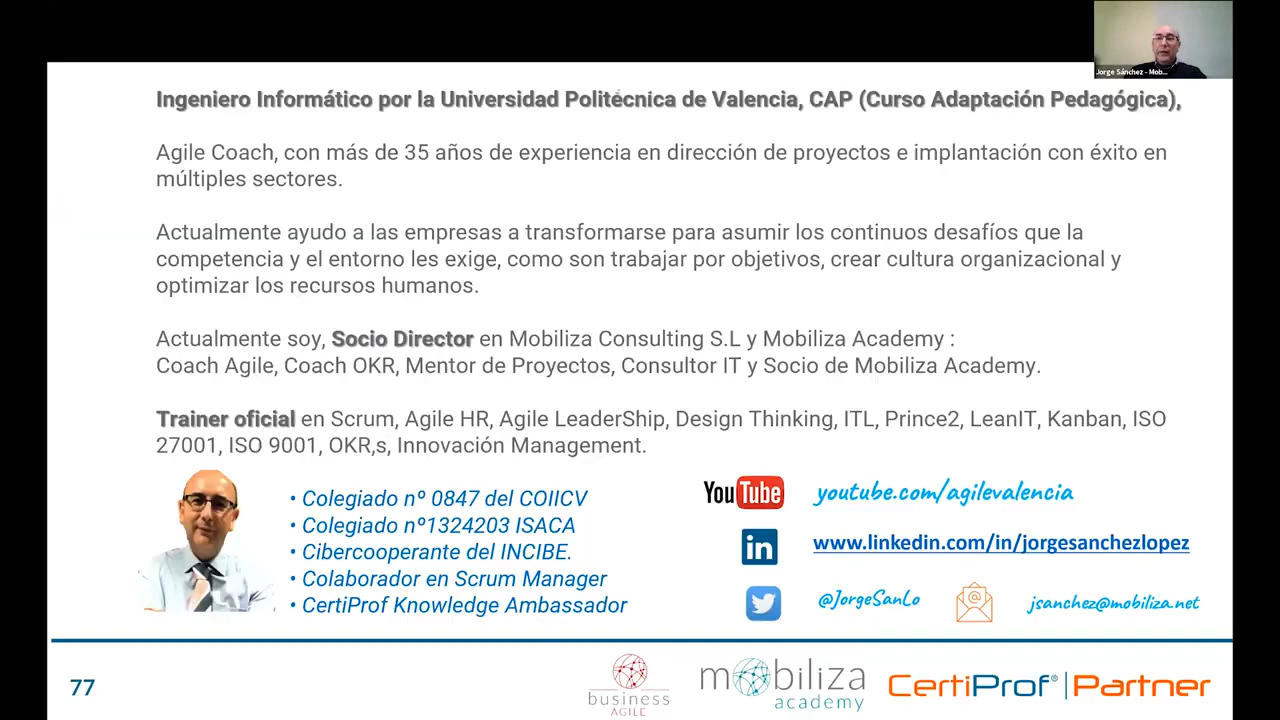 Jorge Sánchez - Mob...
Ingeniero Informático por la Universidad Politécnica de Valencia, CAP (Curso Adaptación Pedagógica),
Agile Coach, con más de 35 años de experiencia en dirección de proyectos e implantación con éxito en
múltiples sectores.
Actualmente ayudo a las empresas a transformarse para asumir los continuos desafíos que la
competencia y el entorno les exige, como son trabajar por objetivos, crear cultura organizacional y
optimizar los recursos humanos.
Actualmente soy, Socio Director en Mobiliza Consulting S.L y Mobiliza Academy :
Coach Agile, Coach OKR, Mentor de Proyectos, Consultor IT y Socio de Mobiliza Academy.
Trainer oficial en Scrum, Agile HR, Agile LeaderShip, Design Thinking, ITL, Prince2, LeanIT, Kanban, ISO
27001, ISO 9001, OKR,s, Innovación Management.
• Colegiado nº 0847 del COIICV
• Colegiado nº1324203 ISACA
• Cibercooperante del INCIBE.
• Colaborador en Scrum Manager
• CertiProf Knowledge Ambassador
YouTube youtube.com/agilevalencia
in www.linkedin.com/in/jorgesanchezlopez
@JorgeSanLo jsanchez@mobiliza.net
77
business
AGILE
mobiliza
academy
CertiProf® | Partner